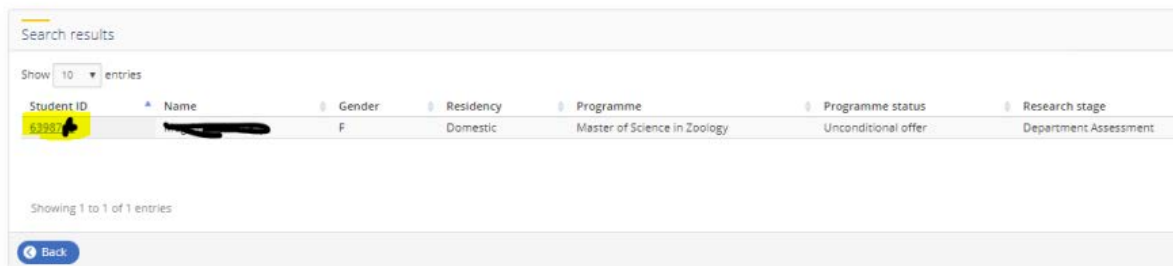 Search results
Show 10 entries
Student ID Name Gender Residency Programme Programme status Research stage
63987 F Domestic Master of Science in Zoology Unconditional offer Department Assessment
Showing 1 to 1 of 1 entries
Back